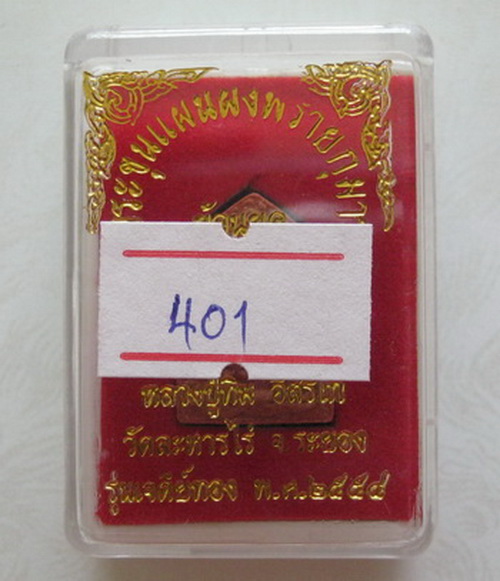 พระขุนแผนผงพรายกุมาร
401
หลวงปู่ทิม อิสริโก
วัดละหารไร่ จ.ระยอง
รุ่นเจดีย์ทอง พ.ศ.๒๕๕๔